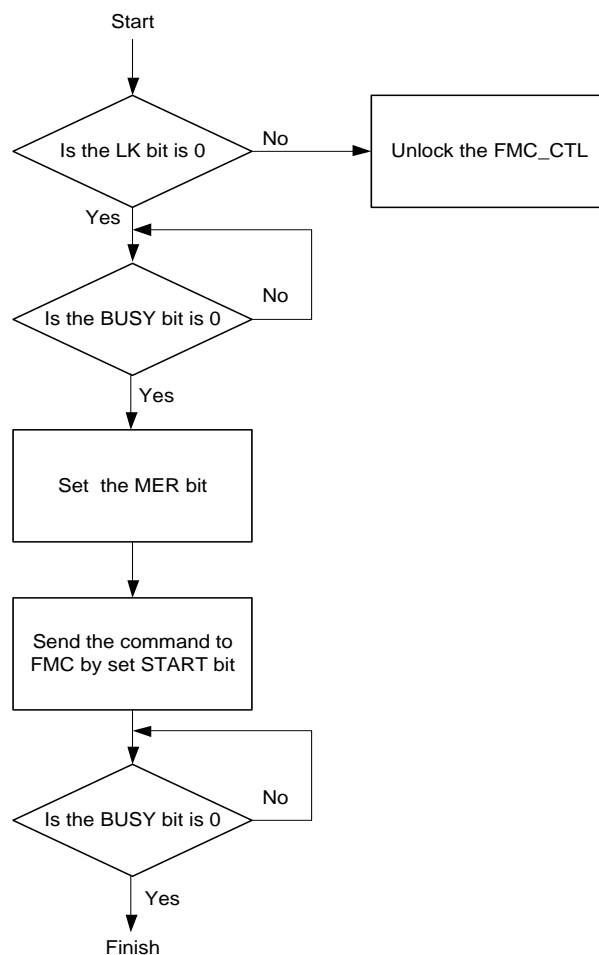 Start
Is the LK bit is 0
No
Unlock the FMC_CTL
Yes
Is the BUSY bit is 0
No
Yes
Set  the MER bit
Send the command to
FMC by set START bit
Is the BUSY bit is 0
No
Yes
Finish